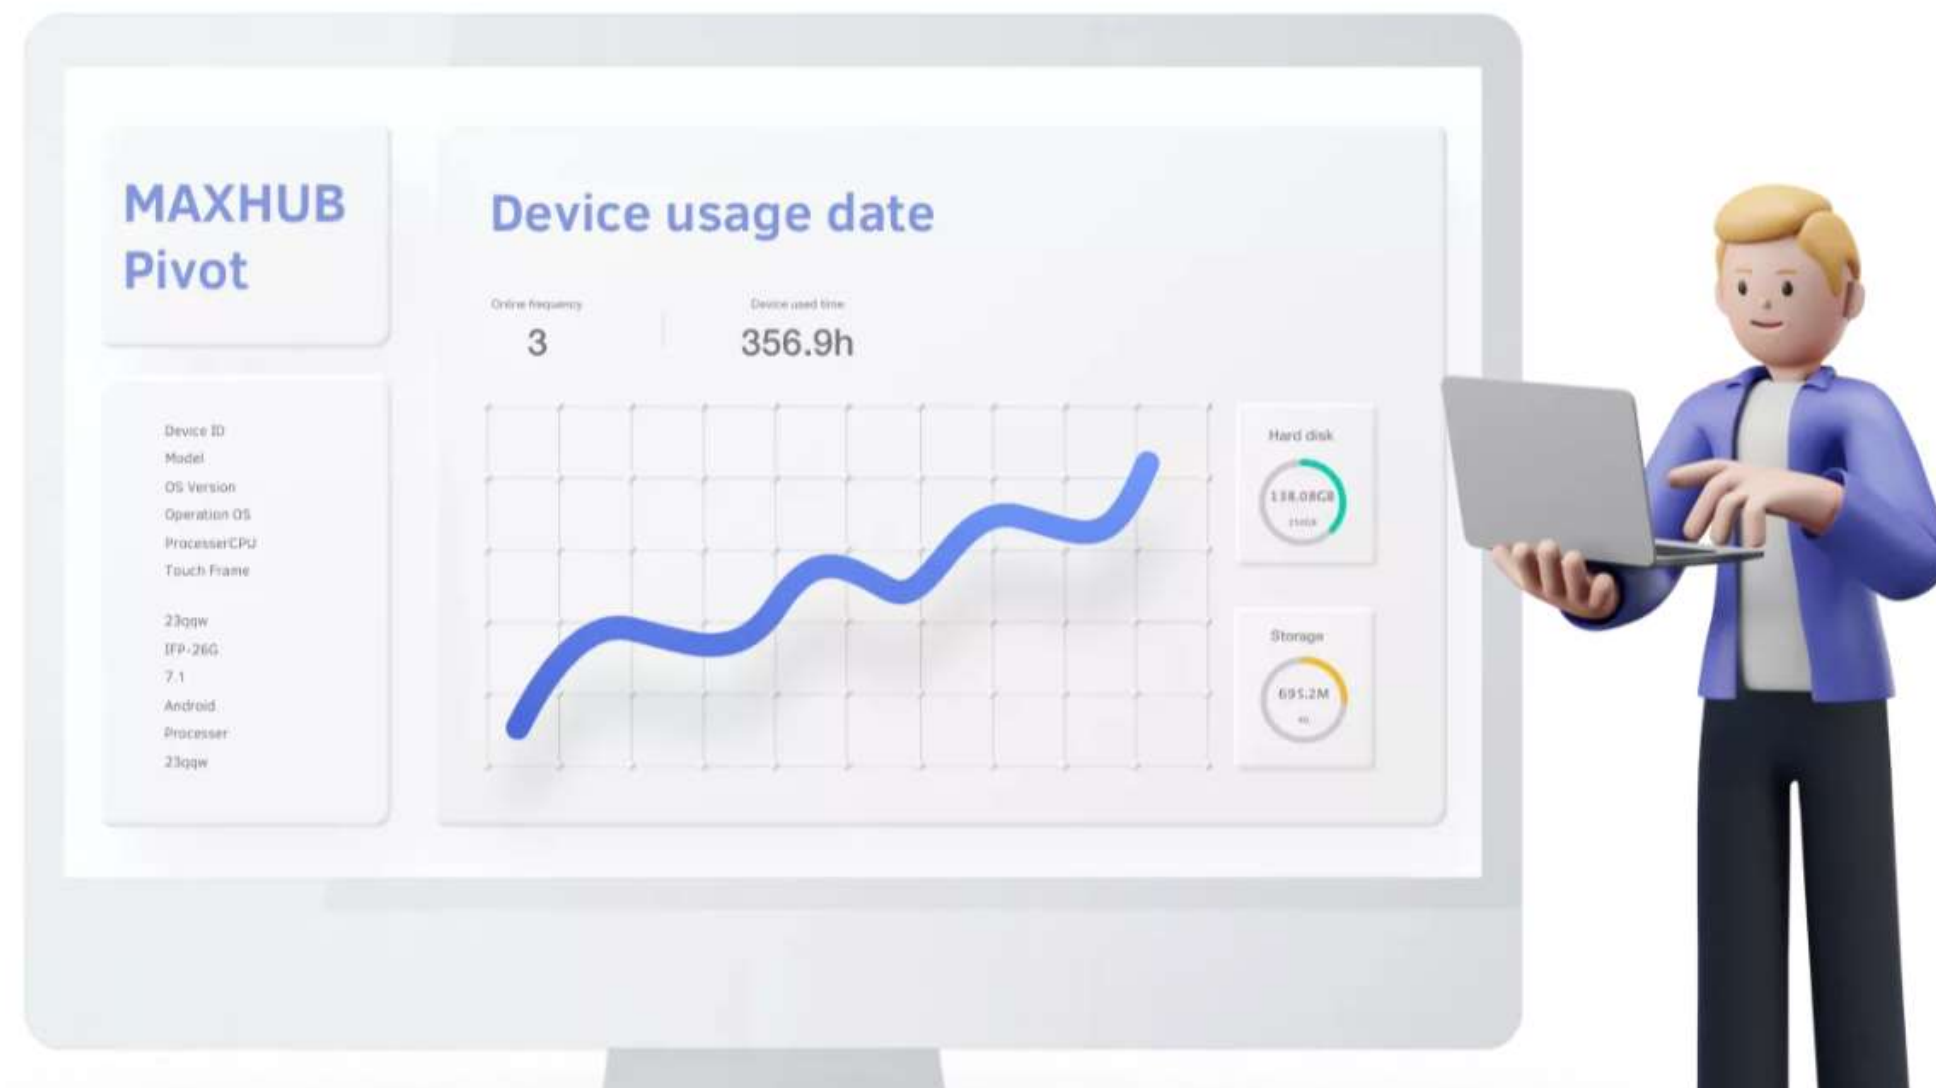 MAXHUB
Pivot
Device ID
Model
OS Version
Operation OS
ProcesserCPU
Touch Frame
23qqw
IFP-26G
7.1
Android
Processer
23qqw
Device usage date
Online frequency
3
Device used time
356.9h
Hard disk
138.08GB
Storage
695.2M